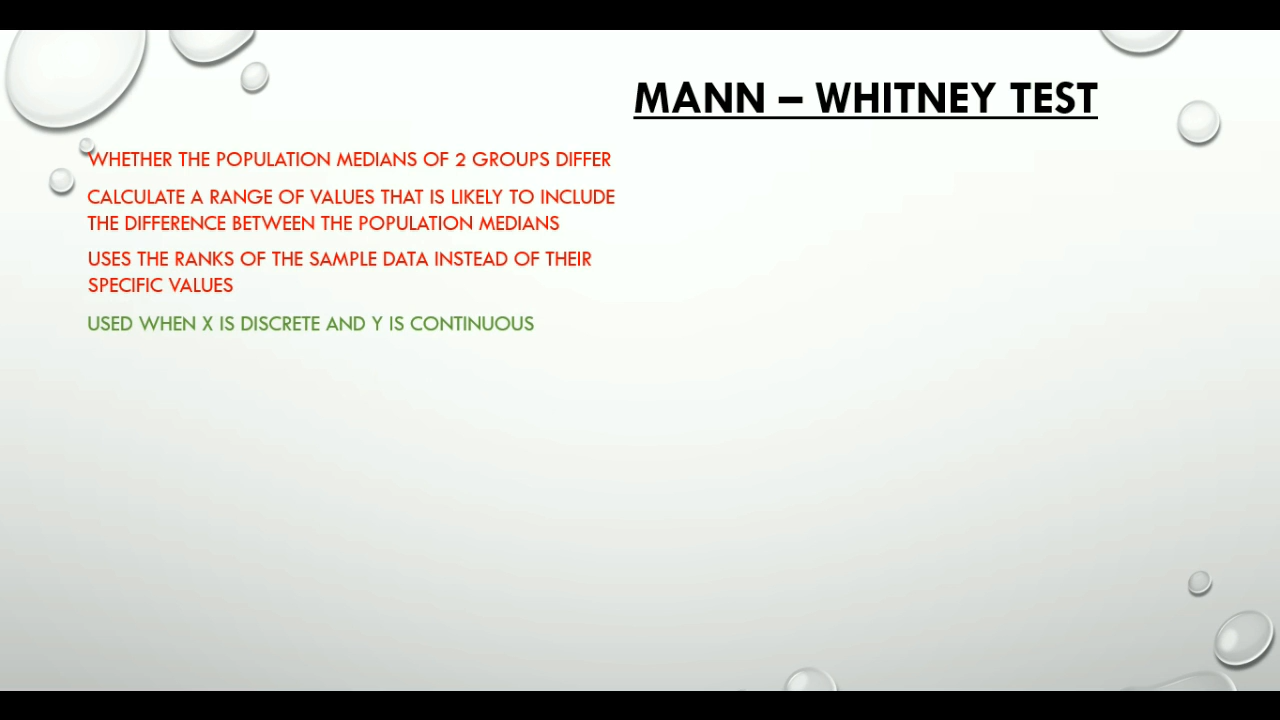 MANN – WHITNEY TEST
WHETHER THE POPULATION MEDIANS OF 2 GROUPS DIFFER
CALCULATE A RANGE OF VALUES THAT IS LIKELY TO INCLUDE
THE DIFFERENCE BETWEEN THE POPULATION MEDIANS
USES THE RANKS OF THE SAMPLE DATA INSTEAD OF THEIR
SPECIFIC VALUES
USED WHEN X IS DISCRETE AND Y IS CONTINUOUS